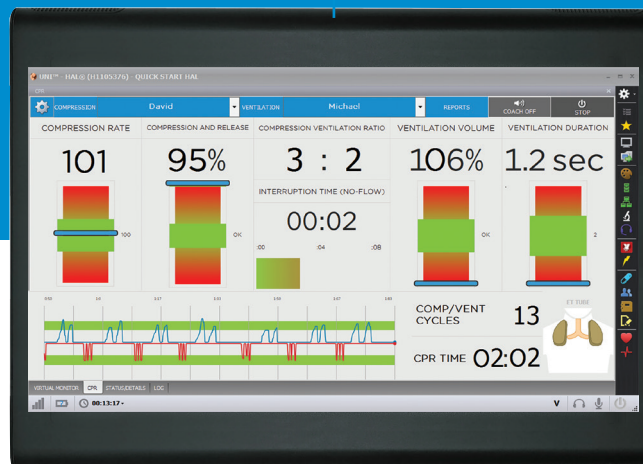 UNI™ - HAL® (H1105376) - QUICK START HAL
CPR
COMPRESSION David VENTILATION Michael REPORTS COACH OFF STOP
COMPRESSION RATE COMPRESSION AND RELEASE COMPRESSION VENTILATION RATIO VENTILATION VOLUME VENTILATION DURATION
101 95% 3 : 2 106% 1.2 sec
INTERRUPTION TIME (NO-FLOW)
00:02
100 OK :00 :04 :08 OK 2
COMP/VENT CYCLES 13
CPR TIME 02:02
ET TUBE
VIRTUAL MONITOR CPR STATUS/DETAILS LOG
00:13:17 V